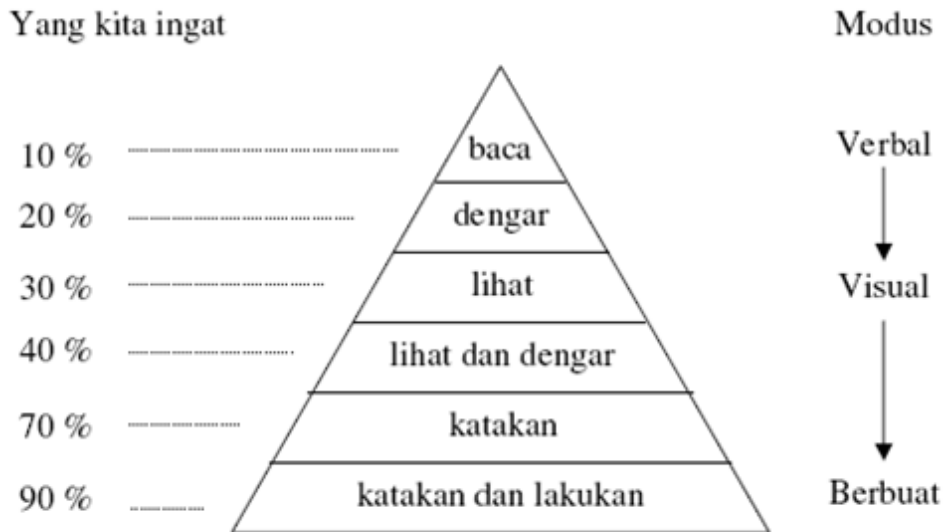 Yang kita ingat Modus
10 % baca Verbal
20 % dengar
30 % lihat Visual
40 % lihat dan dengar
70 % katakan
90 % katakan dan lakukan Berbuat